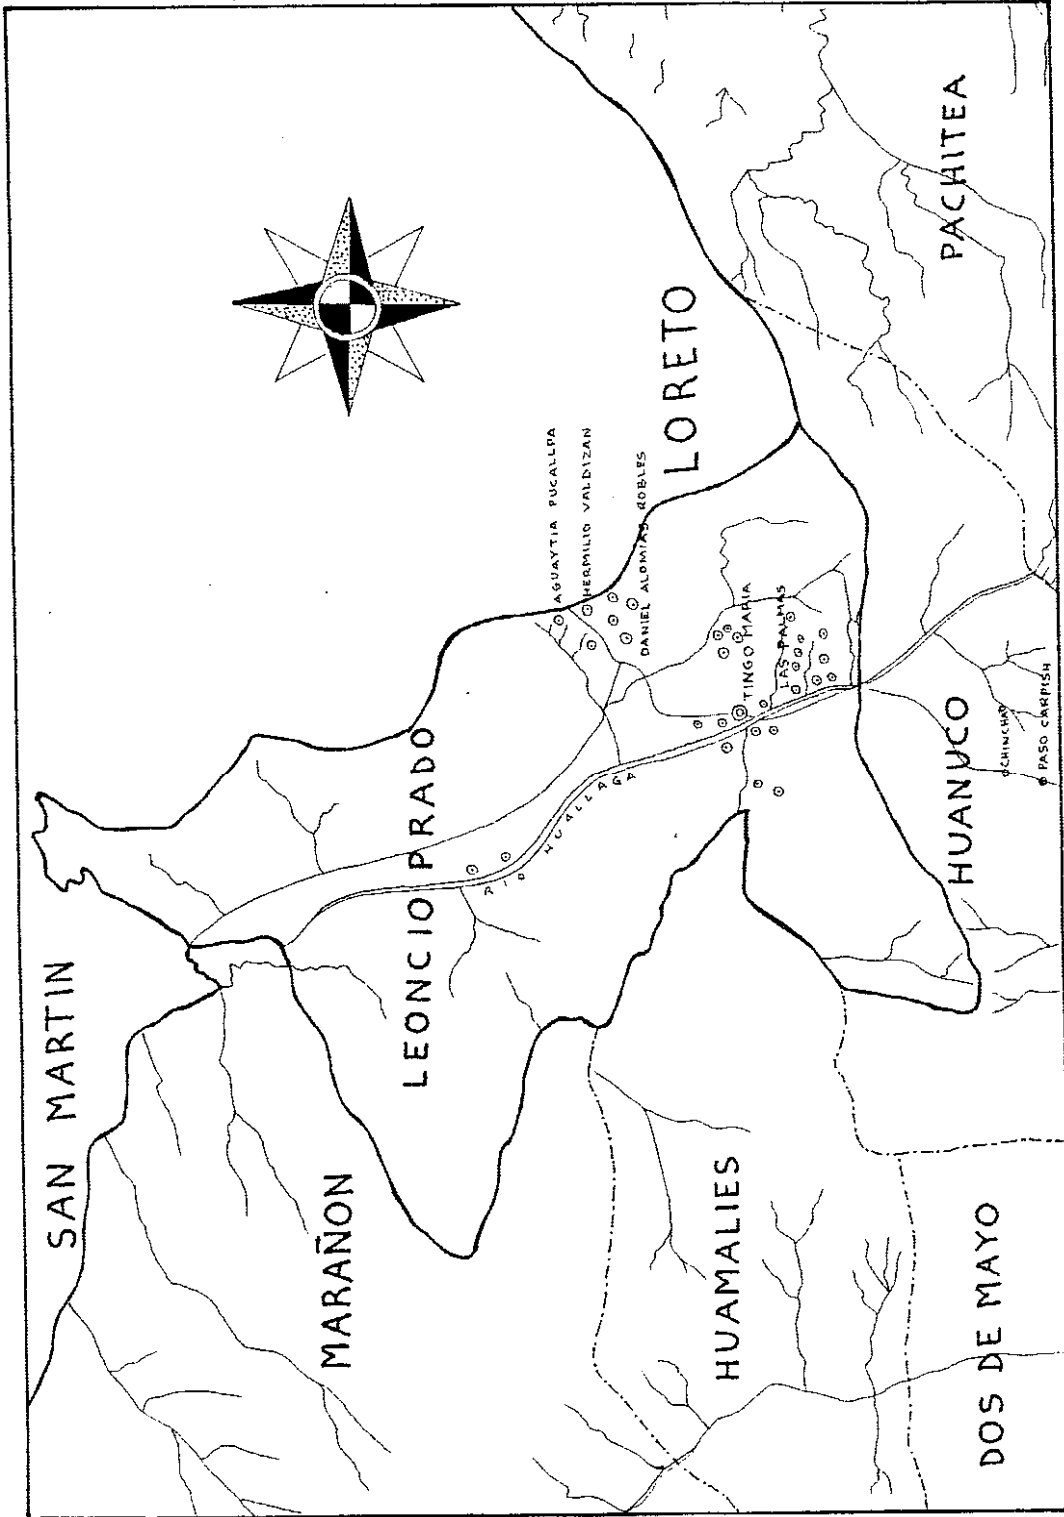 SAN MARTIN
MARAÑON
LEONCIO PRADO
RIO HUALLAGA
AGUAYTIA PUCALLPA
HERMILIO VALDIZAN
DANIEL ALOMIAS ROBLES
LORETO
TINGO MARIA
LAS PALMAS
PACHITEA
HUAMALIES
HUANUCO
CHINCHAO
PASO CARPISH
DOS DE MAYO